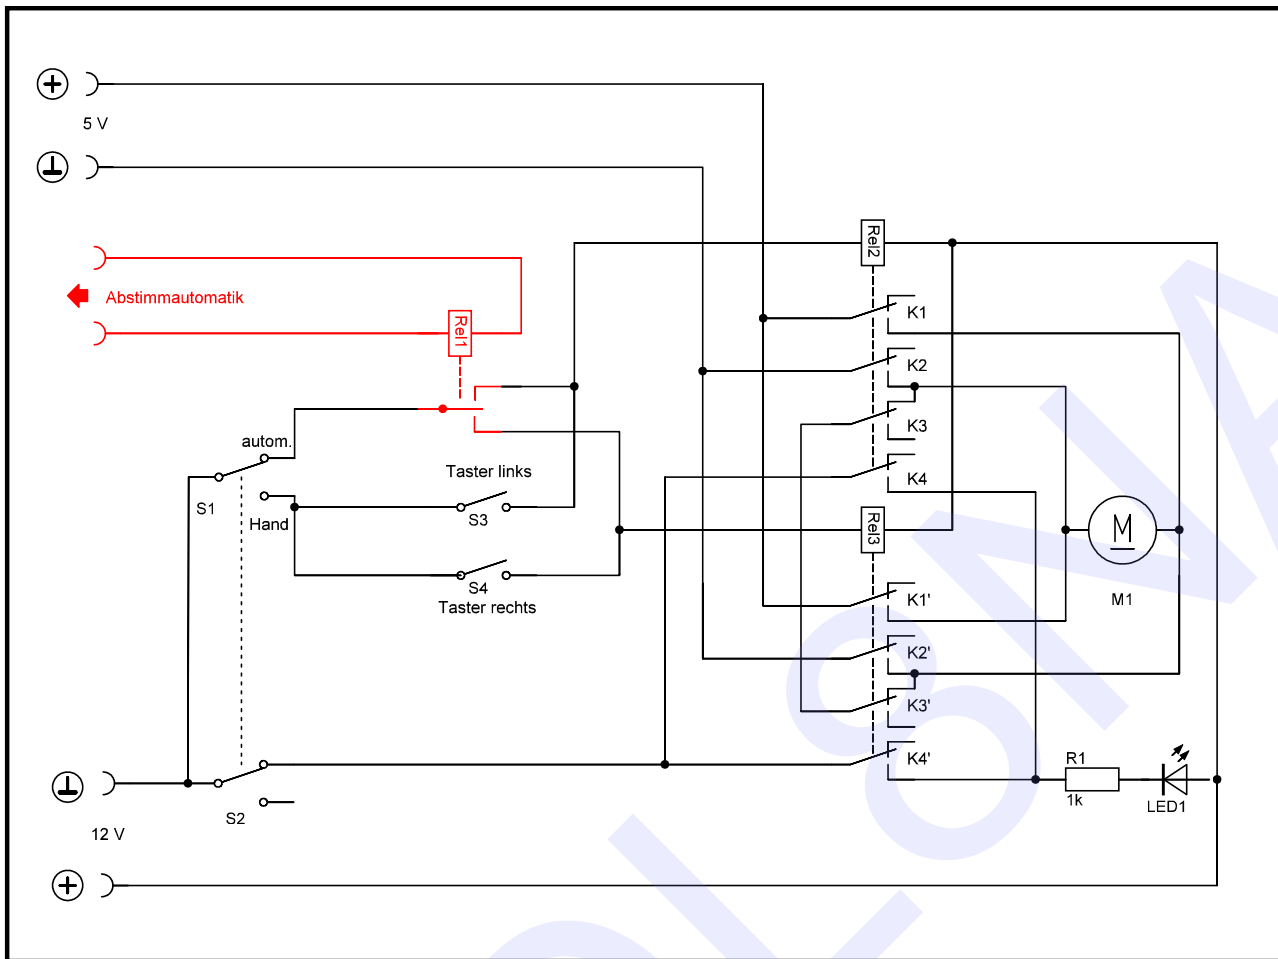 5 V
Abstimmautomatik
Rel1
Rel2
K1
K2
K3
K4
autom.
S1
Hand
Taster links
S3
S4
Taster rechts
Rel3
K1'
K2'
K3'
K4'
M
M1
R1
1k
LED1
S2
12 V